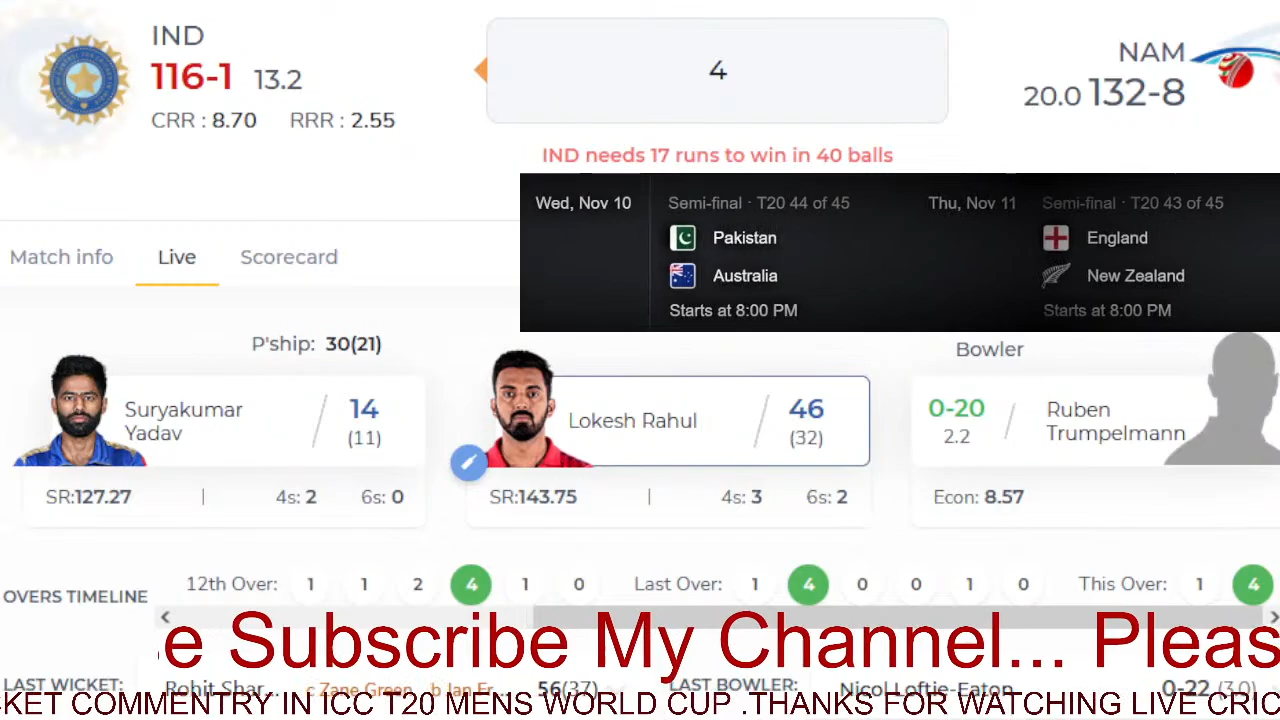 IND
116-1 13.2
CRR : 8.70 RRR : 2.55
4
NAM
20.0 132-8
IND needs 17 runs to win in 40 balls
Wed, Nov 10
Semi-final · T20 44 of 45
Pakistan
Australia
Starts at 8:00 PM
Thu, Nov 11
Semi-final · T20 43 of 45
England
New Zealand
Starts at 8:00 PM
Match info Live Scorecard
P'ship: 30(21)
Suryakumar
Yadav
14
(11)
SR:127.27 | 4s: 2 6s: 0
Lokesh Rahul
46
(32)
SR:143.75 | 4s: 3 6s: 2
Bowler
0-20
2.2
Ruben
Trumpelmann
Econ: 8.57
OVERS TIMELINE
12th Over: 1 1 2 4 1 0 Last Over: 1 4 0 0 1 0 This Over: 1 4
e Subscribe My Channel... Pleas
LAST WICKET: Rohit Shar... c Zane Green b Jan Fr... 56(37) LAST BOWLER: Nicol Loftie-Eaton 0-22 (3.0)
KET COMMENTRY IN ICC T20 MENS WORLD CUP .THANKS FOR WATCHING LIVE CRIC